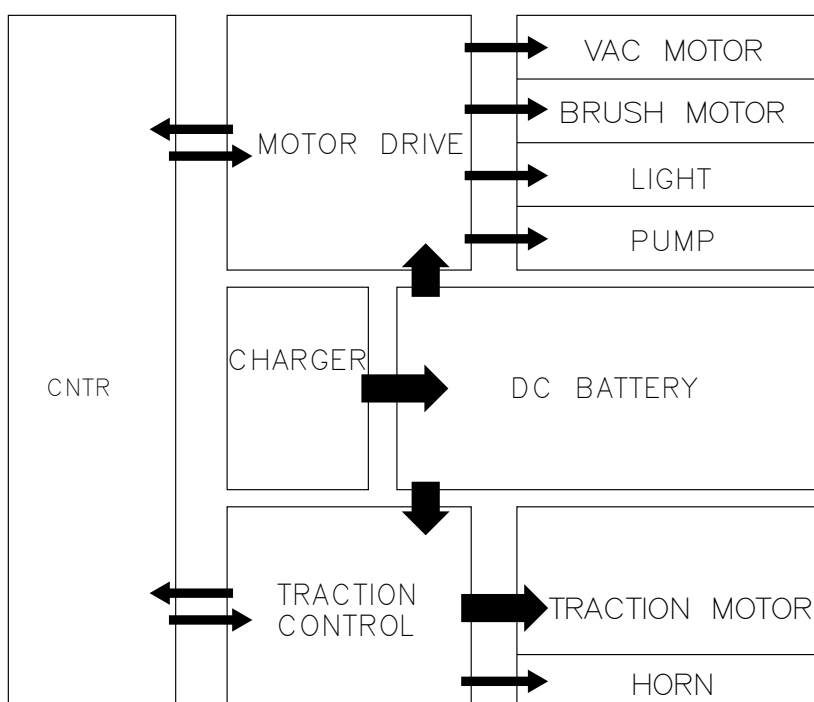 VAC MOTOR
BRUSH MOTOR
MOTOR DRIVE
LIGHT
PUMP
CHARGER
CNTR
DC BATTERY
TRACTION
CONTROL
TRACTION MOTOR
HORN